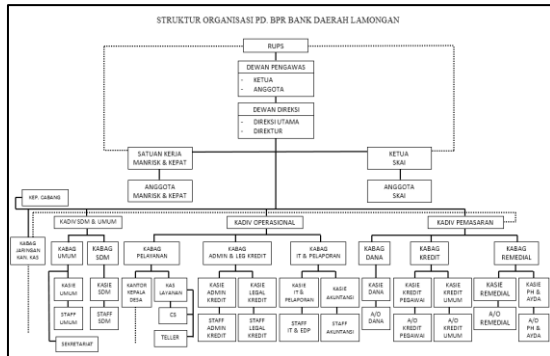 STRUKTUR ORGANISASI PD. BPR BANK DAERAH LAMONGAN
RUPS
DEWAN PENGAWAS
- KETUA
- ANGGOTA
DEWAN DIREKSI
- DIREKSI UTAMA
- DIREKTUR
SATUAN KERJA
MANRISK & KEPAT
KETUA
SKAI
ANGGOTA
MANRISK & KEPAT
ANGGOTA
SKAI
KEP. CABANG
KADIV SDM & UMUM
KADIV OPERASIONAL
KADIV PEMASARAN
KABAG
JARINGAN
KAN. KAS
KABAG
UMUM
KABAG
SDM
KABAG
PELAYANAN
KABAG
ADMIN & LEG KREDIT
KABAG
IT & PELAPORAN
KABAG
DANA
KABAG
KREDIT
KABAG
REMEDIAL
KASIE
UMUM
KASIE
SDM
KANTOR
KEPALA
DESA
KAS
LAYANAN
KASIE
ADMIN
KREDIT
KASIE
LEGAL
KREDIT
KASIE
IT &
PELAPORAN
KASIE
AKUNTANSI
KASIE
DANA
KASIE
KREDIT
PEGAWAI
KASIE
KREDIT
UMUM
KASIE
REMEDIAL
KASIE
PH &
AYDA
STAFF
UMUM
STAFF
SDM
CS
TELLER
STAFF
ADMIN
KREDIT
STAFF
LEGAL
KREDIT
STAFF
IT & EDP
STAFF
AKUNTANSI
A/O
DANA
A/O
KREDIT
PEGAWAI
A/O
KREDIT
UMUM
A/O
REMEDIAL
A/O
PH &
AYDA
SEKRETARIAT